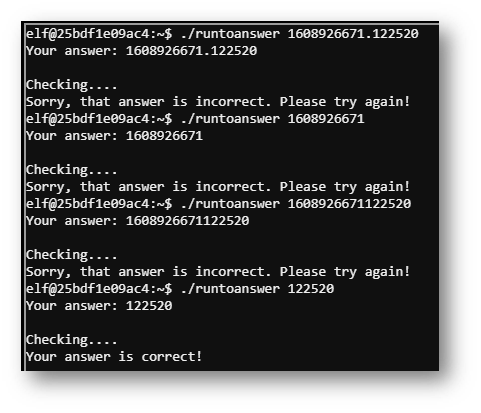 elf@25bdf1e09ac4:~$ ./runtoanswer 1608926671.122520
Your answer: 1608926671.122520
Checking....
Sorry, that answer is incorrect. Please try again!
elf@25bdf1e09ac4:~$ ./runtoanswer 1608926671
Your answer: 1608926671
Checking....
Sorry, that answer is incorrect. Please try again!
elf@25bdf1e09ac4:~$ ./runtoanswer 1608926671122520
Your answer: 1608926671122520
Checking....
Sorry, that answer is incorrect. Please try again!
elf@25bdf1e09ac4:~$ ./runtoanswer 122520
Your answer: 122520
Checking....
Your answer is correct!